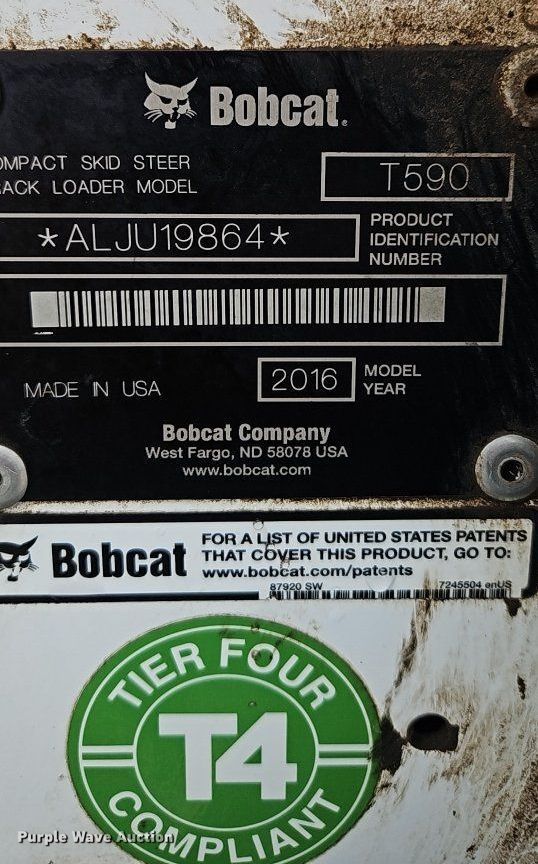 Bobcat®
OMPACT SKID STEER
ACK LOADER MODEL
T590
*ALJU19864*
PRODUCT
IDENTIFICATION
NUMBER
MADE IN USA
2016
MODEL
YEAR
Bobcat Company
West Fargo, ND 58078 USA
www.bobcat.com
Bobcat
FOR A LIST OF UNITED STATES PATENTS
THAT COVER THIS PRODUCT, GO TO:
www.bobcat.com/patents
87920 SW
7245504 enUS
TIER FOUR
T4
COMPLIANT
Purple Wave Auction